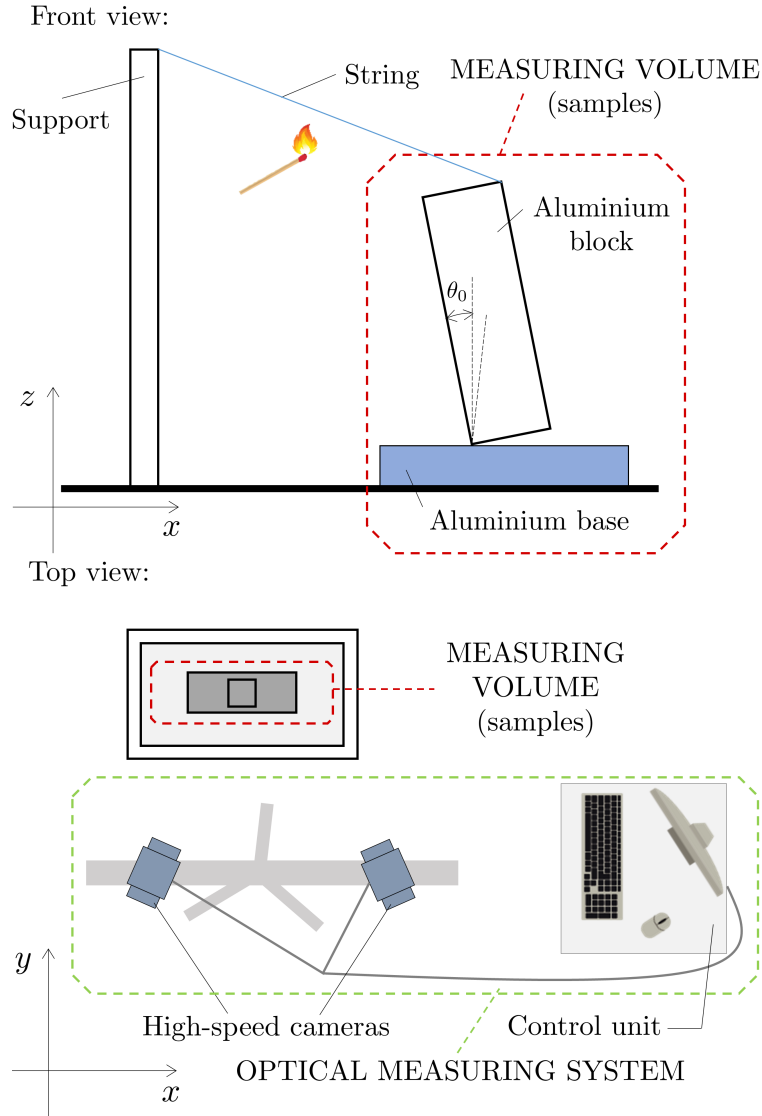 Front view:
String
MEASURING VOLUME
(samples)
Support
Aluminium
block
θ0
z
x
Aluminium base
Top view:
MEASURING
VOLUME
(samples)
y
High-speed cameras
Control unit
OPTICAL MEASURING SYSTEM
x